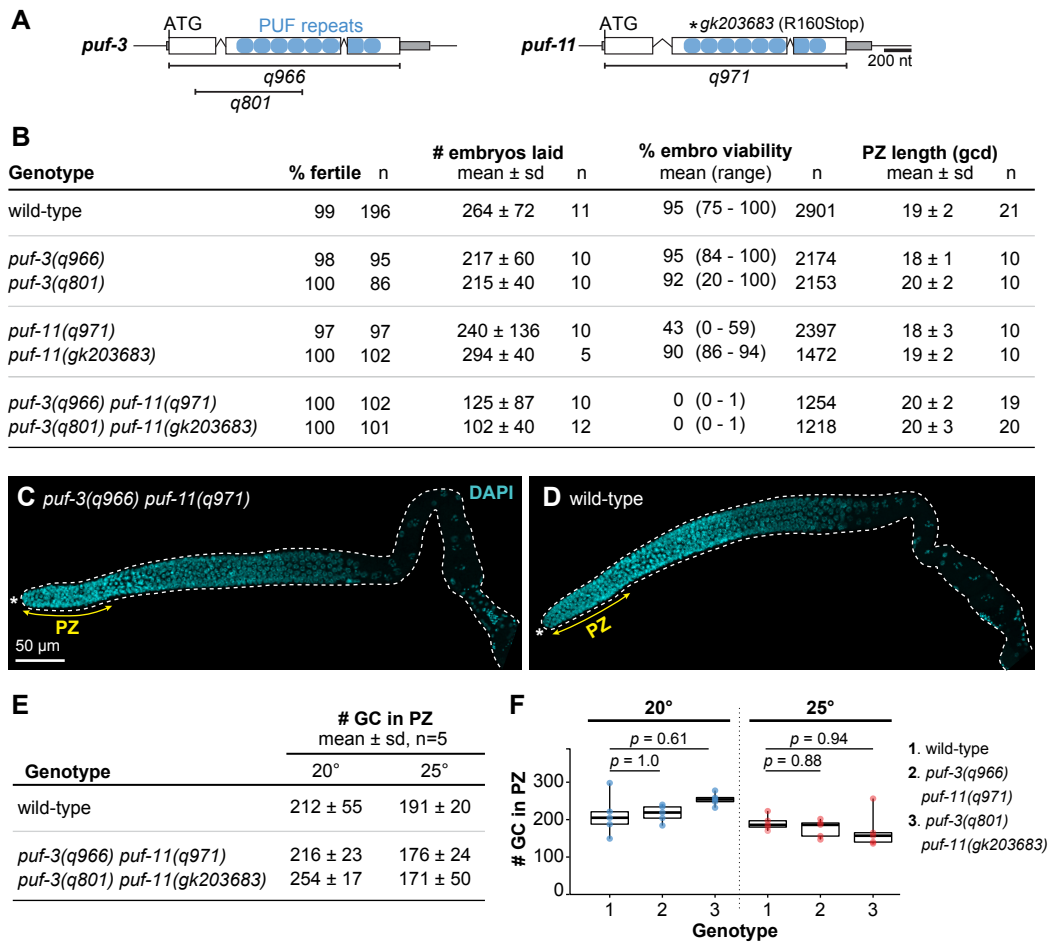 A
ATG
PUF repeats
puf-3
q966
q801
ATG
* gk203683 (R160Stop)
puf-11
200 nt
q971
B
# embryos laid % embro viability PZ length (gcd)
Genotype % fertile n mean ± sd n mean (range) n mean ± sd n
wild-type 99 196 264 ± 72 11 95 (75 - 100) 2901 19 ± 2 21
puf-3(q966) 98 95 217 ± 60 10 95 (84 - 100) 2174 18 ± 1 10
puf-3(q801) 100 86 215 ± 40 10 92 (20 - 100) 2153 20 ± 2 10
puf-11(q971) 97 97 240 ± 136 10 43 (0 - 59) 2397 18 ± 3 10
puf-11(gk203683) 100 102 294 ± 40 5 90 (86 - 94) 1472 19 ± 2 10
puf-3(q966) puf-11(q971) 100 102 125 ± 87 10 0 (0 - 1) 1254 20 ± 2 19
puf-3(q801) puf-11(gk203683) 100 101 102 ± 40 12 0 (0 - 1) 1218 20 ± 3 20
C puf-3(q966) puf-11(q971) DAPI
*
PZ
50 µm
D wild-type
*
PZ
E
# GC in PZ
mean ± sd, n=5
Genotype 20° 25°
wild-type 212 ± 55 191 ± 20
puf-3(q966) puf-11(q971) 216 ± 23 176 ± 24
puf-3(q801) puf-11(gk203683) 254 ± 17 171 ± 50
F
20° 25°
p = 0.61 p = 0.94
p = 1.0 p = 0.88
# GC in PZ
300
200
100
0
1 2 3 1 2 3
Genotype
1. wild-type
2. puf-3(q966)
puf-11(q971)
3. puf-3(q801)
puf-11(gk203683)